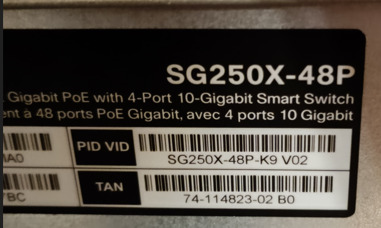 SG250X-48P
Gigabit PoE with 4-Port 10-Gigabit Smart Switch
ent à 48 ports PoE Gigabit, avec 4 ports 10 Gigabit
PID VID
SG250X-48P-K9 V02
TAN
74-114823-02 B0